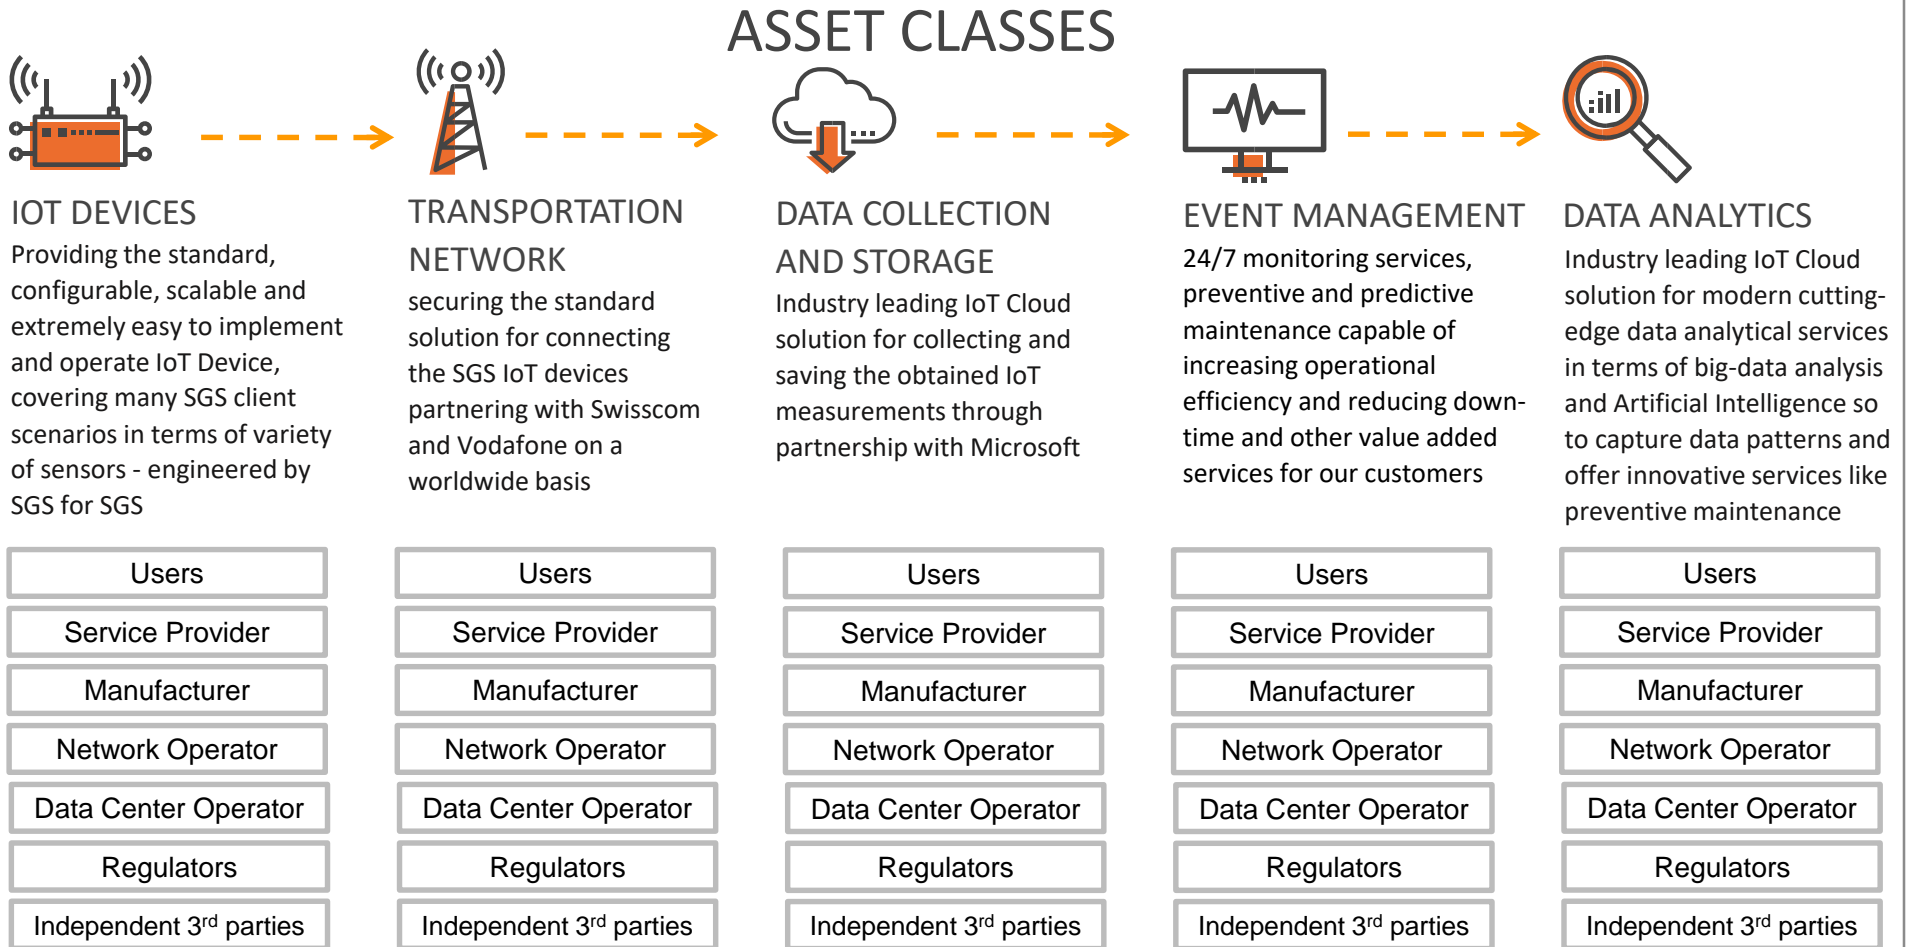 ASSET CLASSES
IOT DEVICES
Providing the standard,
configurable, scalable and
extremely easy to implement
and operate IoT Device,
covering many SGS client
scenarios in terms of variety
of sensors - engineered by
SGS for SGS
TRANSPORTATION
NETWORK
securing the standard
solution for connecting
the SGS IoT devices
partnering with Swisscom
and Vodafone on a
worldwide basis
DATA COLLECTION
AND STORAGE
Industry leading IoT Cloud
solution for collecting and
saving the obtained IoT
measurements through
partnership with Microsoft
EVENT MANAGEMENT
24/7 monitoring services,
preventive and predictive
maintenance capable of
increasing operational
efficiency and reducing down-
time and other value added
services for our customers
DATA ANALYTICS
Industry leading IoT Cloud
solution for modern cutting-
edge data analytical services
in terms of big-data analysis
and Artificial Intelligence so
to capture data patterns and
offer innovative services like
preventive maintenance
Users
Service Provider
Manufacturer
Network Operator
Data Center Operator
Regulators
Independent 3rd parties
Users
Service Provider
Manufacturer
Network Operator
Data Center Operator
Regulators
Independent 3rd parties
Users
Service Provider
Manufacturer
Network Operator
Data Center Operator
Regulators
Independent 3rd parties
Users
Service Provider
Manufacturer
Network Operator
Data Center Operator
Regulators
Independent 3rd parties
Users
Service Provider
Manufacturer
Network Operator
Data Center Operator
Regulators
Independent 3rd parties